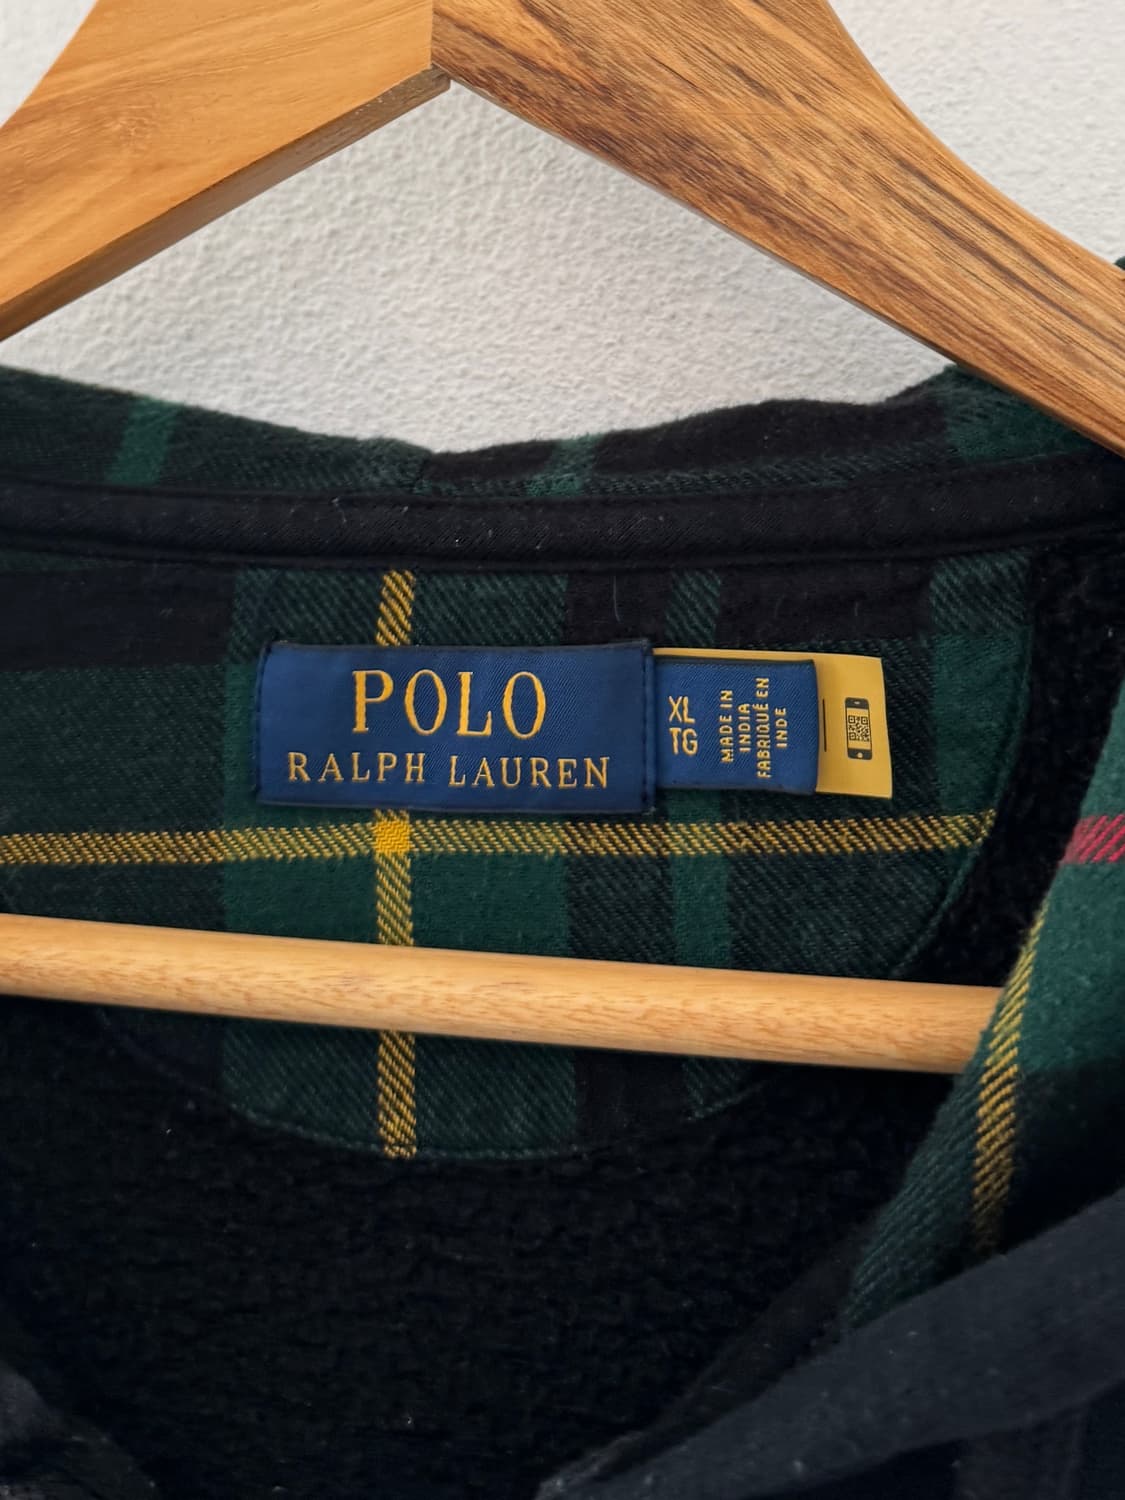 POLO
RALPH LAUREN
XL
TG
MADE IN
INDIA
FABRIQUÉ EN
INDE